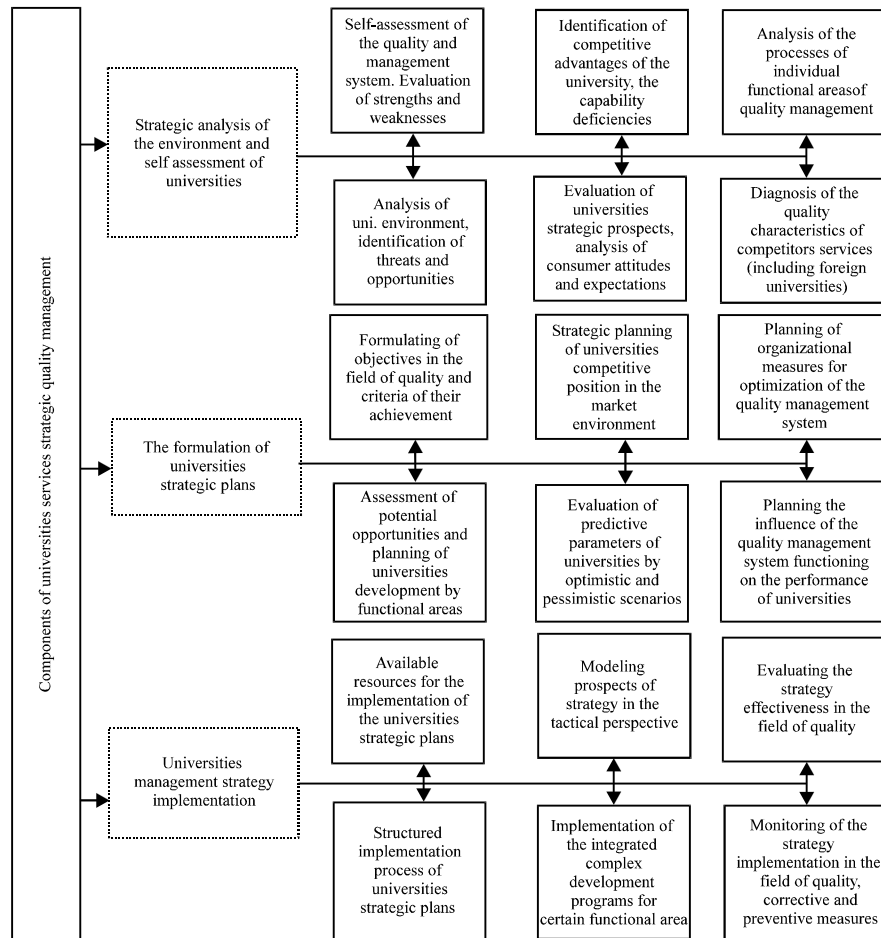 Components of universities services strategic quality management
Strategic analysis of
the environment and
self assessment of
universities
Self-assessment of
the quality and
management
system. Evaluation
of strengths and
weaknesses
Identification of
competitive
advantages of the
university, the
capability
deficiencies
Analysis of the
processes of
individual
functional areasof
quality management
Analysis of
uni. environment,
identification of
threats and
opportunities
Evaluation of
universities
strategic prospects,
analysis of
consumer attitudes
and expectations
Diagnosis of the
quality
characteristics of
competitors services
(including foreign
universities)
The formulation of
universities
strategic plans
Formulating of
objectives in the
field of quality and
criteria of their
achievement
Strategic planning
of universities
competitive
position in the
market
environment
Planning of
organizational
measures for
optimization of the
quality management
system
Assessment of
potential
opportunities and
planning of
universities
development by
functional areas
Evaluation of
predictive
parameters of
universities by
optimistic and
pessimistic scenarios
Planning the
influence of the
quality management
system functioning
on the performance
of universities
Universities
management strategy
implementation
Available
resources for the
implementation of
the universities
strategic plans
Modeling
prospects of
strategy in the
tactical perspective
Evaluating the
strategy
effectiveness in the
field of quality
Structured
implementation
process of
universities
strategic plans
Implementation of
the integrated
complex
development
programs for
certain functional area
Monitoring of the
strategy
implementation in the
field of quality,
corrective and
preventive measures